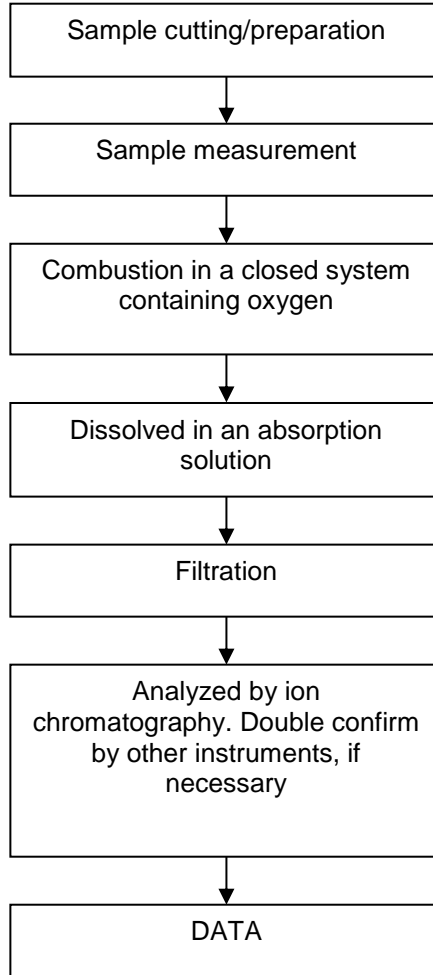 Sample cutting/preparation
Sample measurement
Combustion in a closed system
containing oxygen
Dissolved in an absorption
solution
Filtration
Analyzed by ion
chromatography. Double confirm
by other instruments, if
necessary
DATA